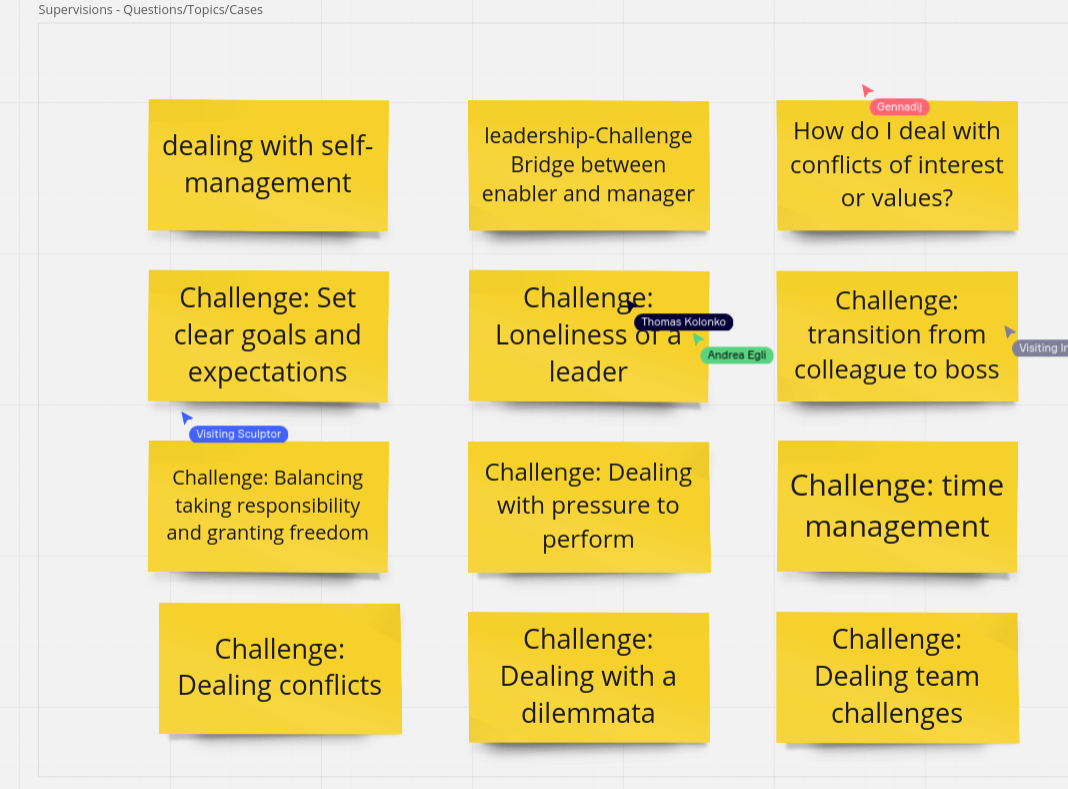 Supervisions - Questions/Topics/Cases
dealing with self-
management
leadership-Challenge
Bridge between
enabler and manager
Gennadij
How do I deal with
conflicts of interest
or values?
Challenge: Set
clear goals and
expectations
Challenge:
Loneliness of a
leader
Thomas Kolonko
Andrea Egli
Challenge:
transition from
colleague to boss
Visiting
Visiting Sculptor
Challenge: Balancing
taking responsibility
and granting freedom
Challenge: Dealing
with pressure to
perform
Challenge: time
management
Challenge:
Dealing conflicts
Challenge:
Dealing with a
dilemmata
Challenge:
Dealing team
challenges